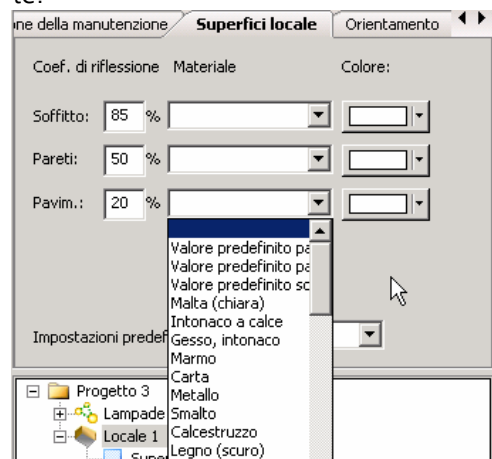 te.
ne della manutenzione Superfici locale Orientamento
Coef. di riflessione Materiale Colore:
Soffitto: 85 %
Pareti: 50 %
Pavim.: 20 %
Valore predefinito pa
Valore predefinito pa
Valore predefinito so
Malta (chiara)
Intonaco a calce
Impostazioni predef Gesso, intonaco
Marmo
Carta
Metallo
Progetto 3
Lampade Smalto
Locale 1 Calcestruzzo
Super Legno (scuro)